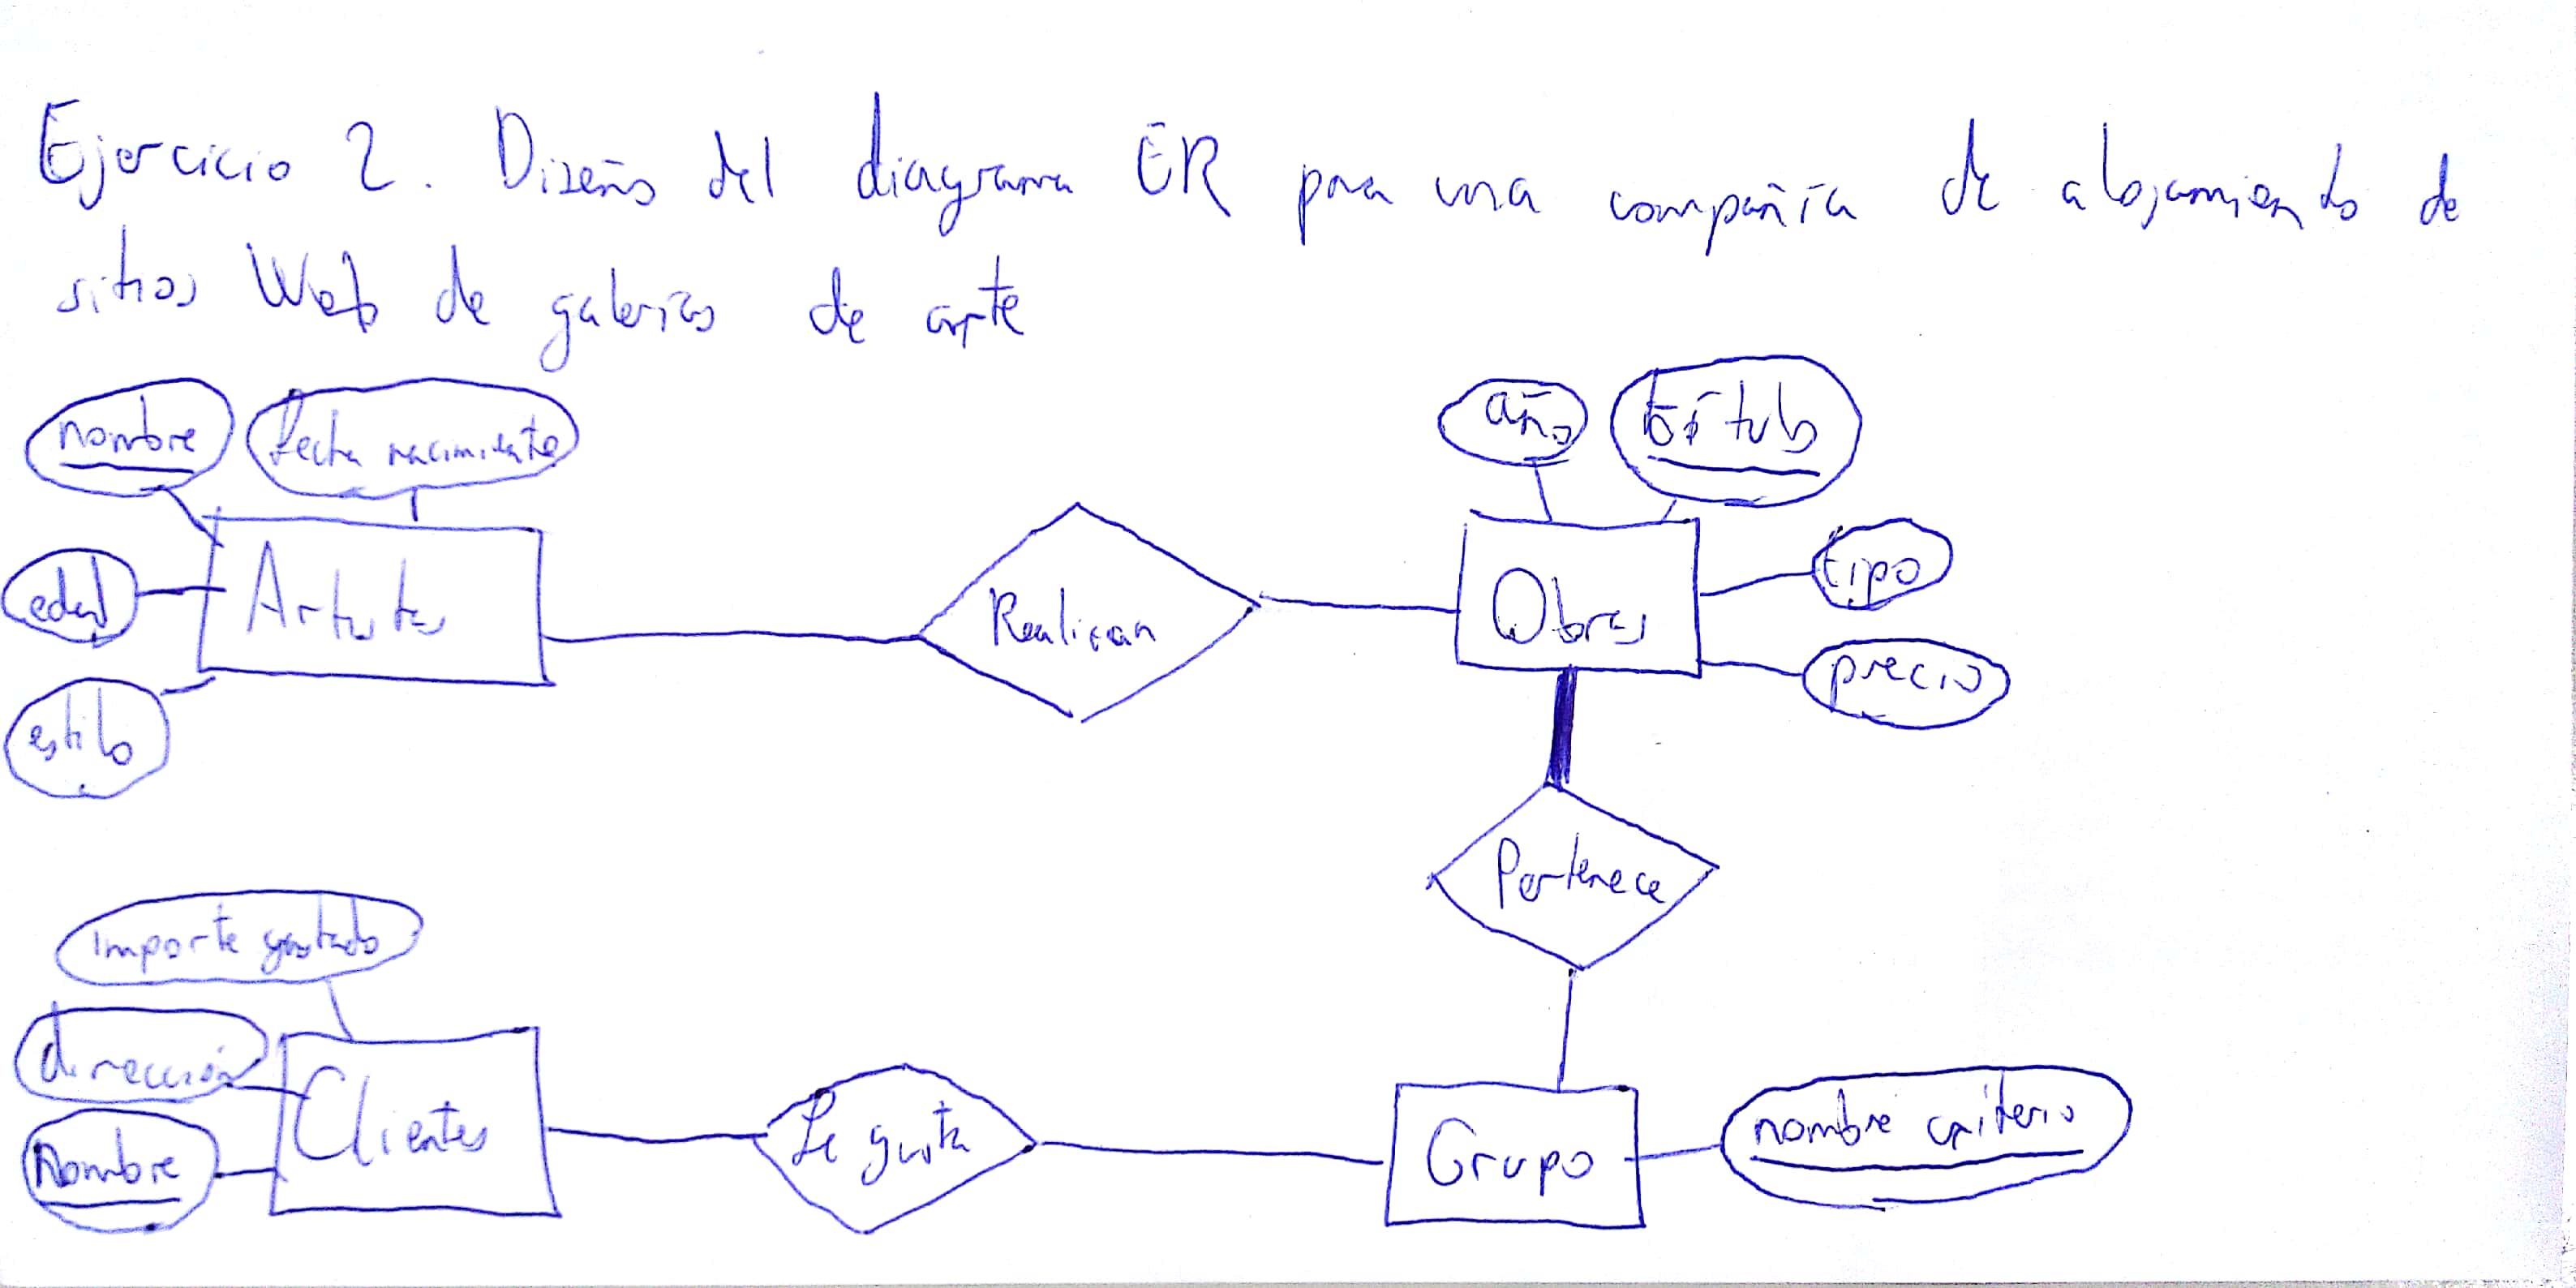 Ejercicio 2. Diseño del diagrama ER para una compañía de alojamiento de
sitios Web de galerías de arte
nombre
fecha nacimiento
edad
Artistas
estilo
Realizan
año
título
tipo
Obras
precio
Pertenece
importe gastado
dirección
Clientes
Nombre
Le gusta
Grupo
nombre criterio